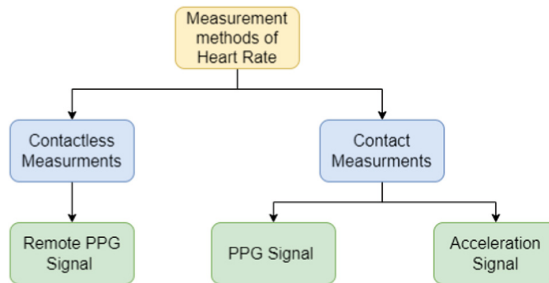 Measurement
methods of
Heart Rate
Contactless
Measurments
Contact
Measurments
Remote PPG
Signal
PPG Signal
Acceleration
Signal